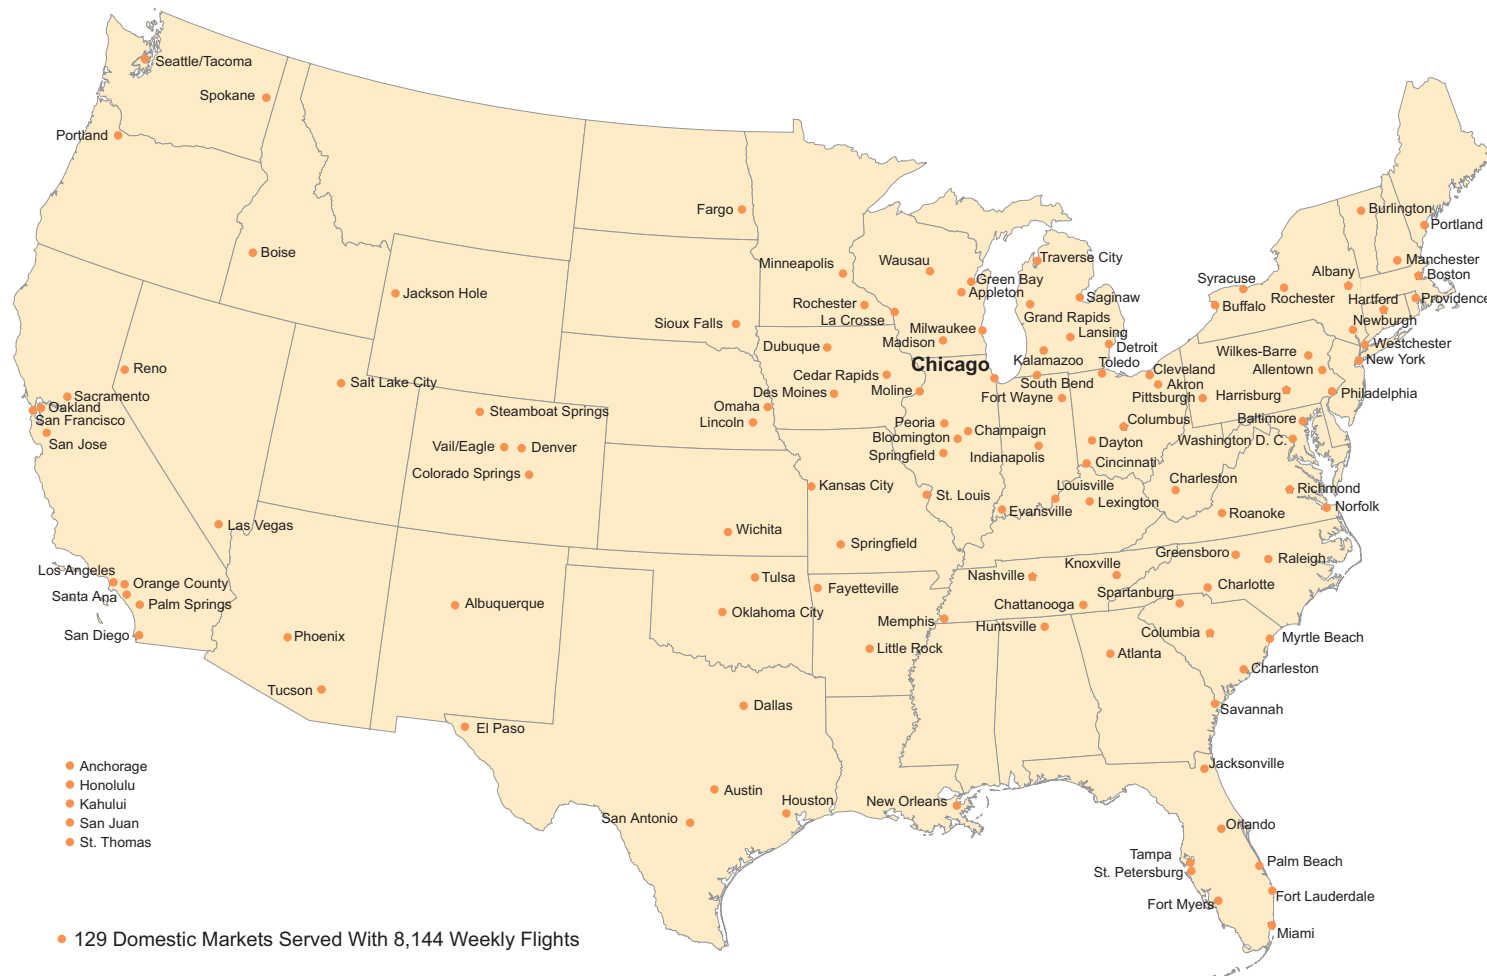 Seattle/Tacoma
Spokane
Portland
Fargo
Burlington
Portland
Boise
Minneapolis
Wausau
Traverse City
Manchester
Jackson Hole
Green Bay
Appleton
Syracuse
Albany
Boston
Rochester
La Crosse
Saginaw
Grand Rapids
Buffalo
Rochester
Hartford
Providence
Sioux Falls
Milwaukee
Madison
Lansing
Newburgh
Dubuque
Detroit
Westchester
Reno
Chicago
Kalamazoo
Toledo
Wilkes-Barre
New York
Salt Lake City
Cedar Rapids
South Bend
Cleveland
Allentown
Sacramento
Des Moines
Moline
Fort Wayne
Akron
Pittsburgh
Harrisburg
Philadelphia
Oakland
San Francisco
Steamboat Springs
Omaha
Lincoln
Peoria
Champaign
Columbus
Baltimore
San Jose
Vail/Eagle
Denver
Bloomington
Springfield
Indianapolis
Dayton
Washington D. C.
Colorado Springs
Cincinnati
Kansas City
St. Louis
Louisville
Charleston
Richmond
Evansville
Lexington
Norfolk
Las Vegas
Wichita
Roanoke
Springfield
Greensboro
Raleigh
Los Angeles
Orange County
Tulsa
Fayetteville
Nashville
Knoxville
Charlotte
Santa Ana
Palm Springs
Albuquerque
Oklahoma City
Chattanooga
Spartanburg
San Diego
Phoenix
Memphis
Huntsville
Columbia
Myrtle Beach
Little Rock
Atlanta
Charleston
Tucson
Dallas
Savannah
El Paso
Anchorage
Honolulu
Kahului
San Juan
St. Thomas
Jacksonville
Austin
Houston
New Orleans
San Antonio
Orlando
Tampa
St. Petersburg
Palm Beach
Fort Myers
Fort Lauderdale
Miami
129 Domestic Markets Served With 8,144 Weekly Flights